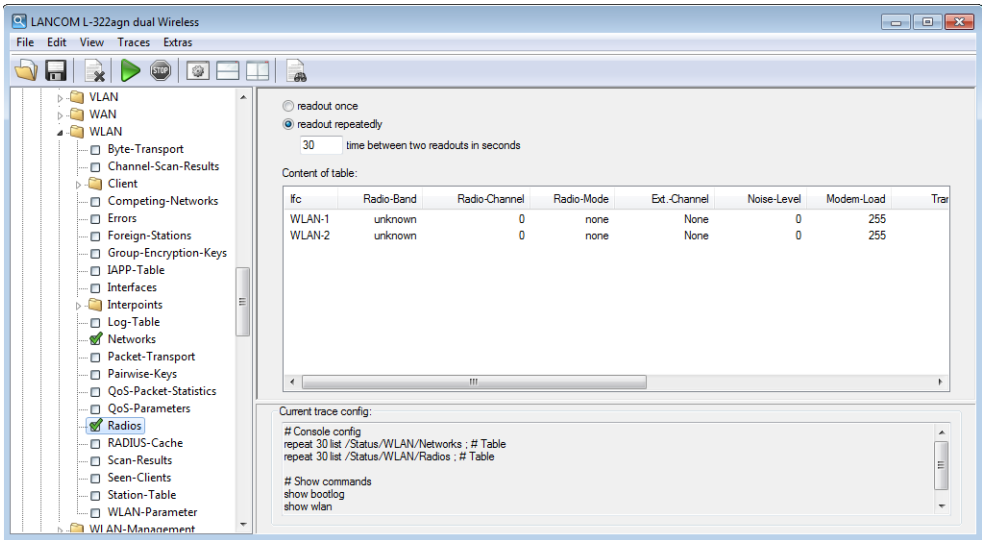 LANCOM L-322agn dual Wireless
File Edit View Traces Extras
STOP
VLAN
WAN
WLAN
Byte-Transport
Channel-Scan-Results
Client
Competing-Networks
Errors
Foreign-Stations
Group-Encryption-Keys
IAPP-Table
Interfaces
Interpoints
Log-Table
Networks
Packet-Transport
Pairwise-Keys
QoS-Packet-Statistics
QoS-Parameters
Radios
RADIUS-Cache
Scan-Results
Seen-Clients
Station-Table
WLAN-Parameter
WLAN-Management
readout once
readout repeatedly
30 time between two readouts in seconds
Content of table:
Ifc Radio-Band Radio-Channel Radio-Mode Ext.-Channel Noise-Level Modem-Load Trar
WLAN-1 unknown 0 none None 0 255
WLAN-2 unknown 0 none None 0 255
Current trace config:
# Console config
repeat 30 list /Status/WLAN/Networks ; # Table
repeat 30 list /Status/WLAN/Radios ; # Table
# Show commands
show bootlog
show wlan